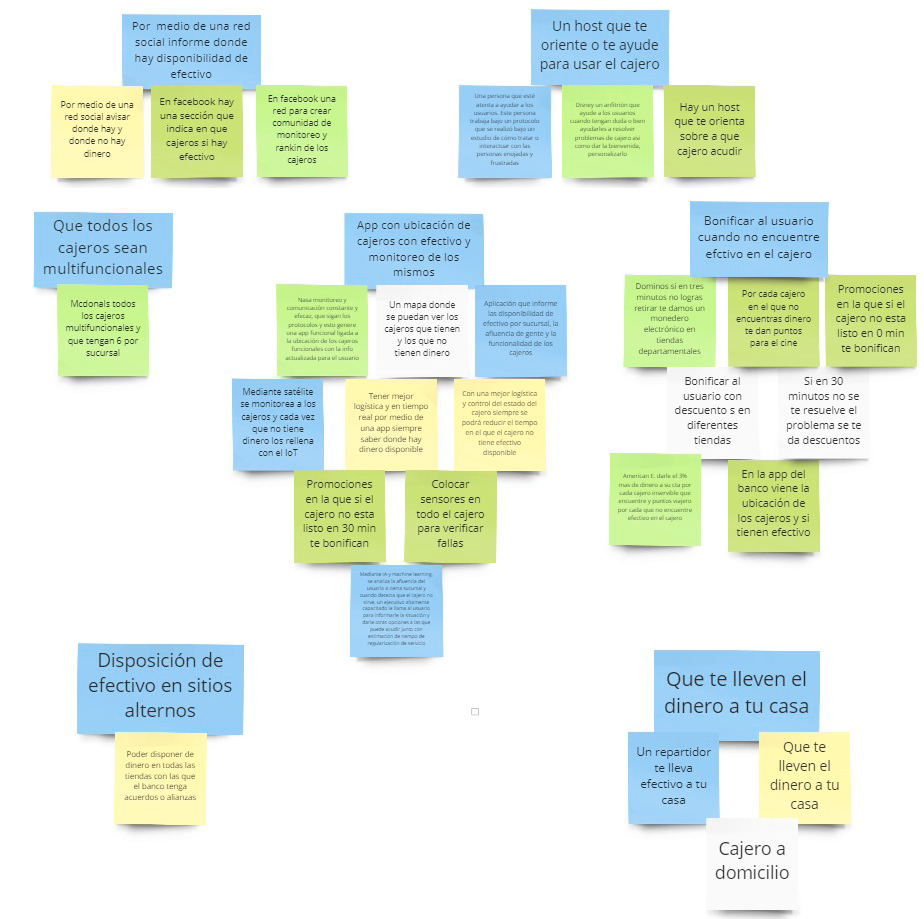 Por medio de una red
social informe donde
hay disponibilidad de
efectivo
Por medio de una
red social avisar
donde hay y
donde no hay
dinero
En facebook hay
una sección que
indica en que
cajeros si hay
efectivo
En facebook una
red para crear
comunidad de
monitoreo y
rankin de los
cajeros
Un host que te
oriente o te ayude
para usar el cajero
Una persona que esté
atenta a ayudar a los
usuarios. Este persona
trabaja bajo un protocolo
que se realizó bajo un
estudio de cómo tratar o
interactuar con las
personas enojadas y
frustradas
Disney un anfitrión que
ayude a los usuarios
cuando tengan duda o bien
ayudarles a resolver
problemas de cajero asi
como dar la bienvenida,
personalizarlo
Hay un host
que te orienta
sobre a que
cajero acudir
Que todos los
cajeros sean
multifuncionales
Mcdonals todos
los cajeros
multifuncionales y
que tengan 6 por
sucursal
App con ubicación de
cajeros con efectivo y
monitoreo de los
mismos
Nasa monitoreo y
comunicación constante y
eficaz, que sigan los
protocolos y esto genere
una app funcional ligada a
la ubicación de los cajeros
funcionales con la info
actualizada para el usuario
Un mapa donde
se puedan ver los
cajeros que tienen
y los que no
tienen dinero
Aplicación que informe
las disponibilidad de
efectivo por sucursal, la
afluencia de gente y la
funcionalidad de los
cajeros
Mediante satélite
se monitorea a los
cajeros y cada vez
que no tiene
dinero los rellena
con el IoT
Tener mejor
logística y en tiempo
real por medio de
una app siempre
saber donde hay
dinero disponible
Con una mejor logística
y control del estado del
cajero siempre se
podrá reducir el tiempo
en el que el cajero no
tiene efectivo
disponible
Promociones
en la que si el
cajero no esta
listo en 30 min
te bonifican
Colocar
sensores en
todo el cajero
para verificar
fallas
Mediante IA y machine learning
se analiza la afluencia del
usuario a cierta sucursal y
cuando detecta que el cajero no
sirve, un ejecutivo altamente
capacitado le llama al usuario
para informarle la situación y
darle otras opciones a las que
puede acudir junto con
estimación de tiempo de
regularización de servicio
Bonificar al usuario
cuando no encuentre
efctivo en el cajero
Dominos si en tres
minutos no logras
retirar te damos un
monedero
electrónico en
tiendas
departamentales
Por cada cajero
en el que no
encuentras dinero
te dan puntos
para el cine
Promociones
en la que si el
cajero no esta
listo en 0 min
te bonifican
Bonificar al
usuario con
descuento s en
diferentes
tiendas
Si en 30
minutos no se
te resuelve el
problema se te
da descuentos
American E. darle el 3%
mas de dinero a su cta por
cada cajero inservible que
encuentre y puntos viajero
por cada que no encuentre
efectivo en el cajero
En la app del
banco viene la
ubicación de
los cajeros y si
tienen efectivo
Disposición de
efectivo en sitios
alternos
Poder disponer de
dinero en todas las
tiendas con las que
el banco tenga
acuerdos o alianzas
Que te lleven el
dinero a tu casa
Un repartidor
te lleva
efectivo a tu
casa
Que te
lleven el
dinero a tu
casa
Cajero a
domicilio